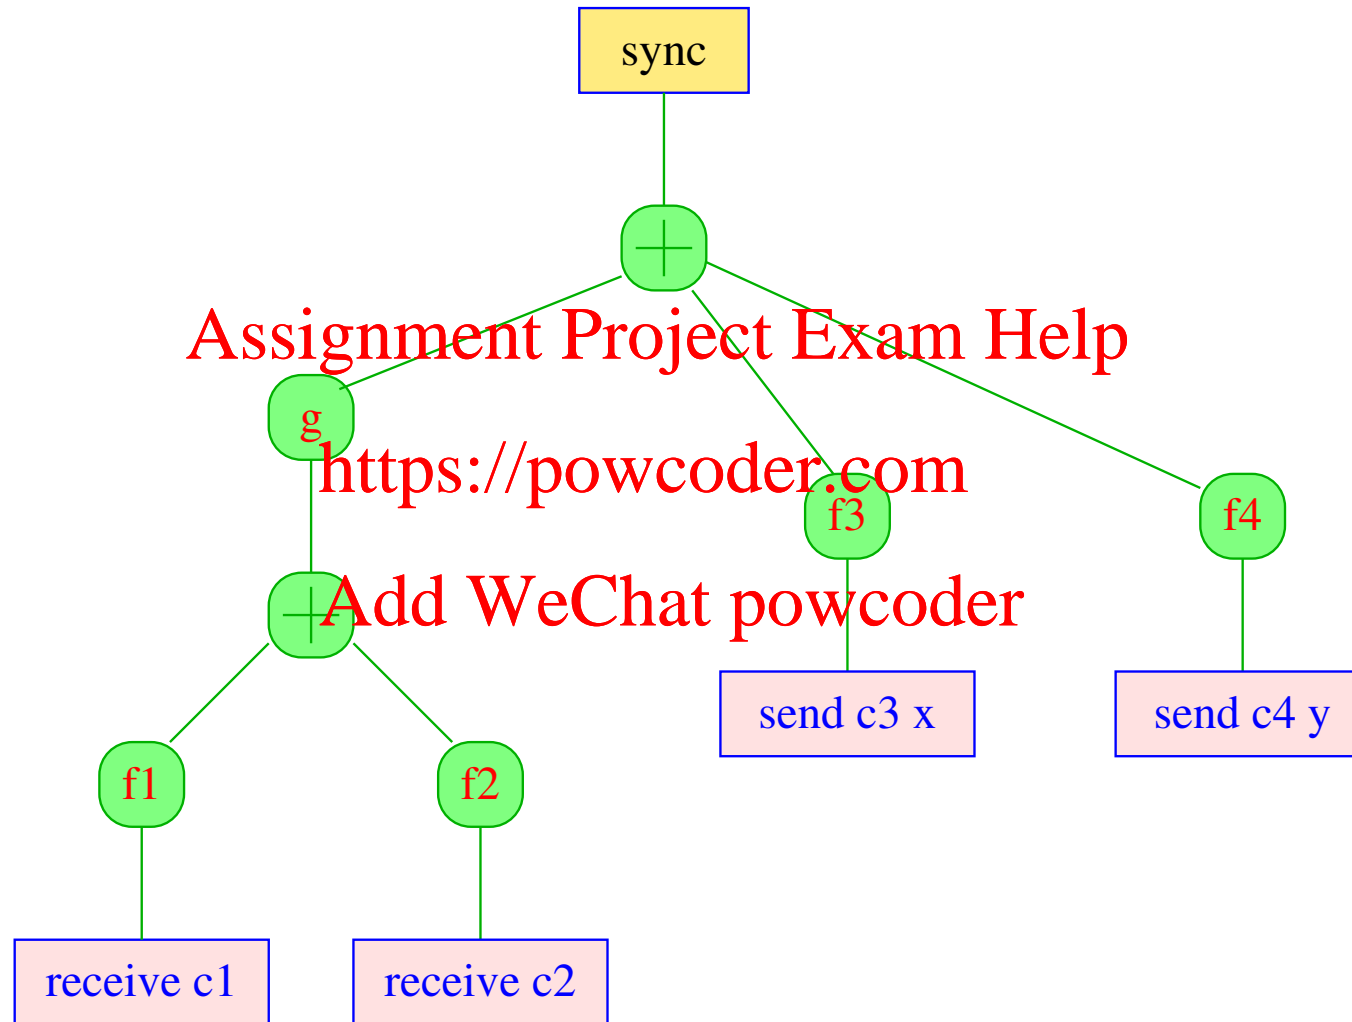 sync
Assignment Project Exam Help
g
https://powcoder.com
f3
f4
Add WeChat powcoder
send c3 x
send c4 y
f1
f2
receive c1
receive c2